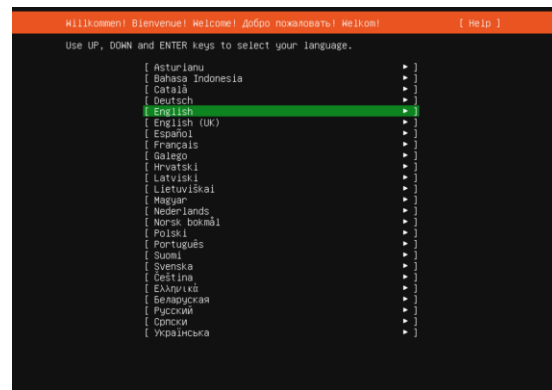 Willkommen! Bienvenue! Welcome! Добро пожаловать! Welkom! [ Help ]
Use UP, DOWN and ENTER keys to select your language.
[ Asturianu ► ]
[ Bahasa Indonesia ► ]
[ Català ► ]
[ Deutsch ► ]
[ English ► ]
[ English (UK) ► ]
[ Español ► ]
[ Français ► ]
[ Galego ► ]
[ Hrvatski ► ]
[ Latviski ► ]
[ Lietuviškai ► ]
[ Magyar ► ]
[ Nederlands ► ]
[ Norsk bokmål ► ]
[ Polski ► ]
[ Português ► ]
[ Suomi ► ]
[ Svenska ► ]
[ Čeština ► ]
[ Ελληνικά ► ]
[ Беларуская ► ]
[ Русский ► ]
[ Српски ► ]
[ Українська ► ]